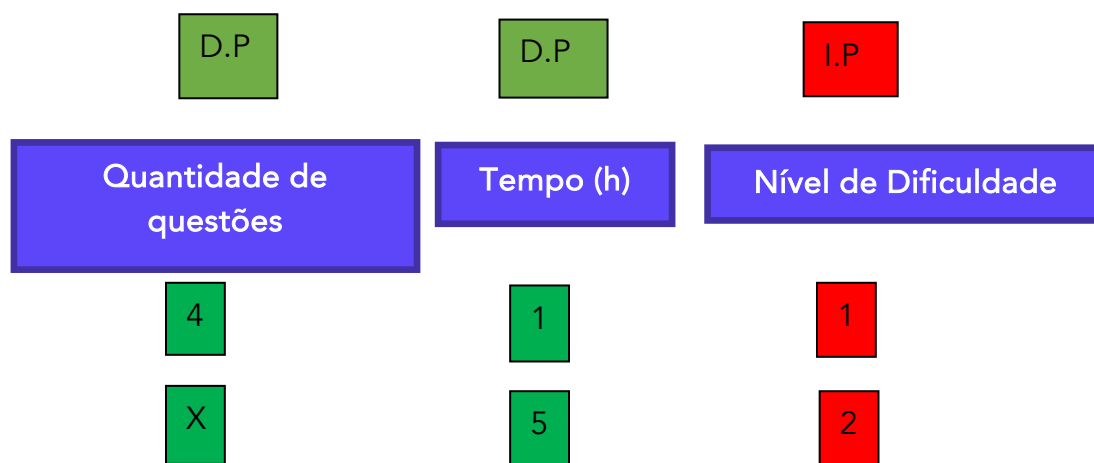 D.P
D.P
I.P
Quantidade de
questões
Tempo (h)
Nível de Dificuldade
4
1
1
X
5
2